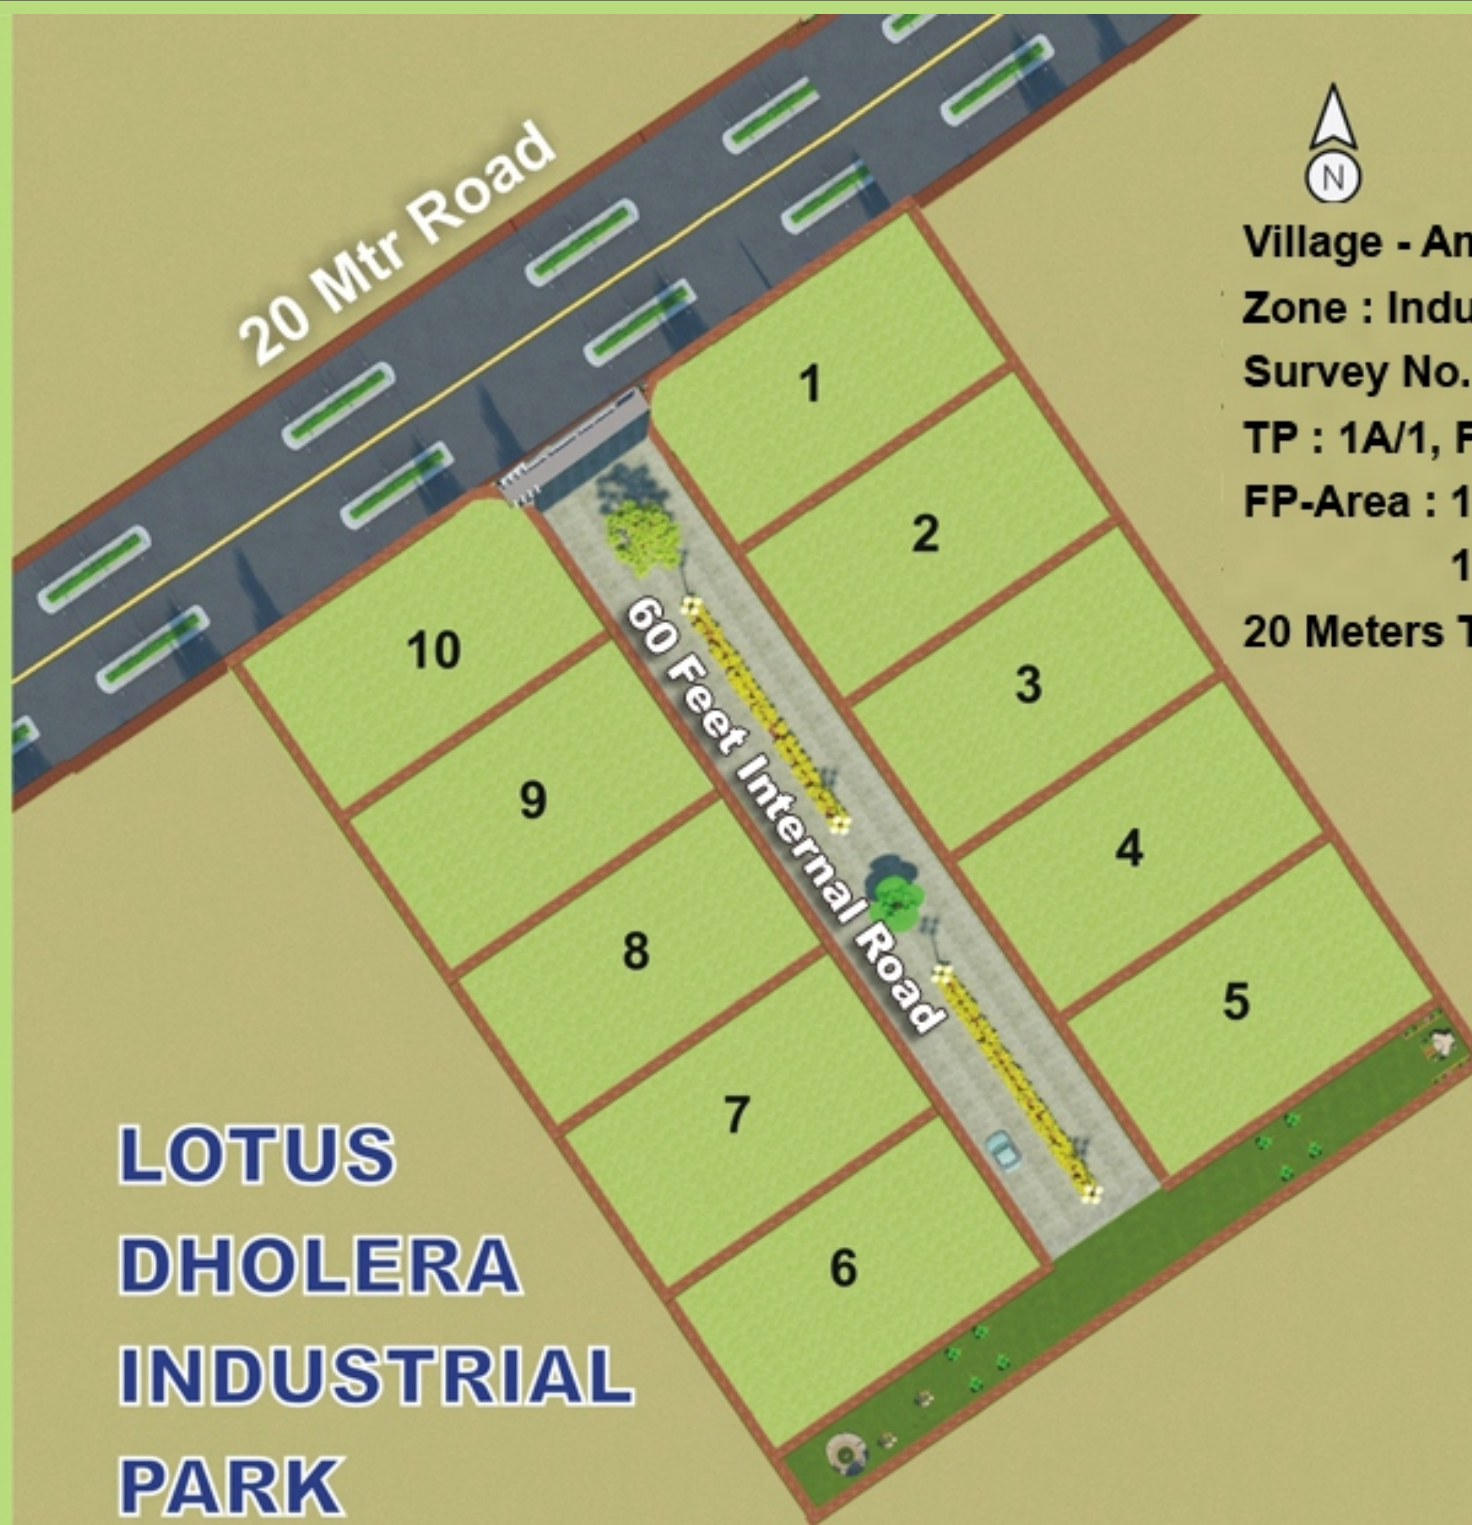 20 Mtr Road
N
Village - An
Zone : Indu
Survey No.
TP : 1A/1, F
FP-Area : 1
1
20 Meters T
1
2
3
4
5
10
9
8
7
6
60 Feet Internal Road
LOTUS
DHOLERA
INDUSTRIAL
PARK